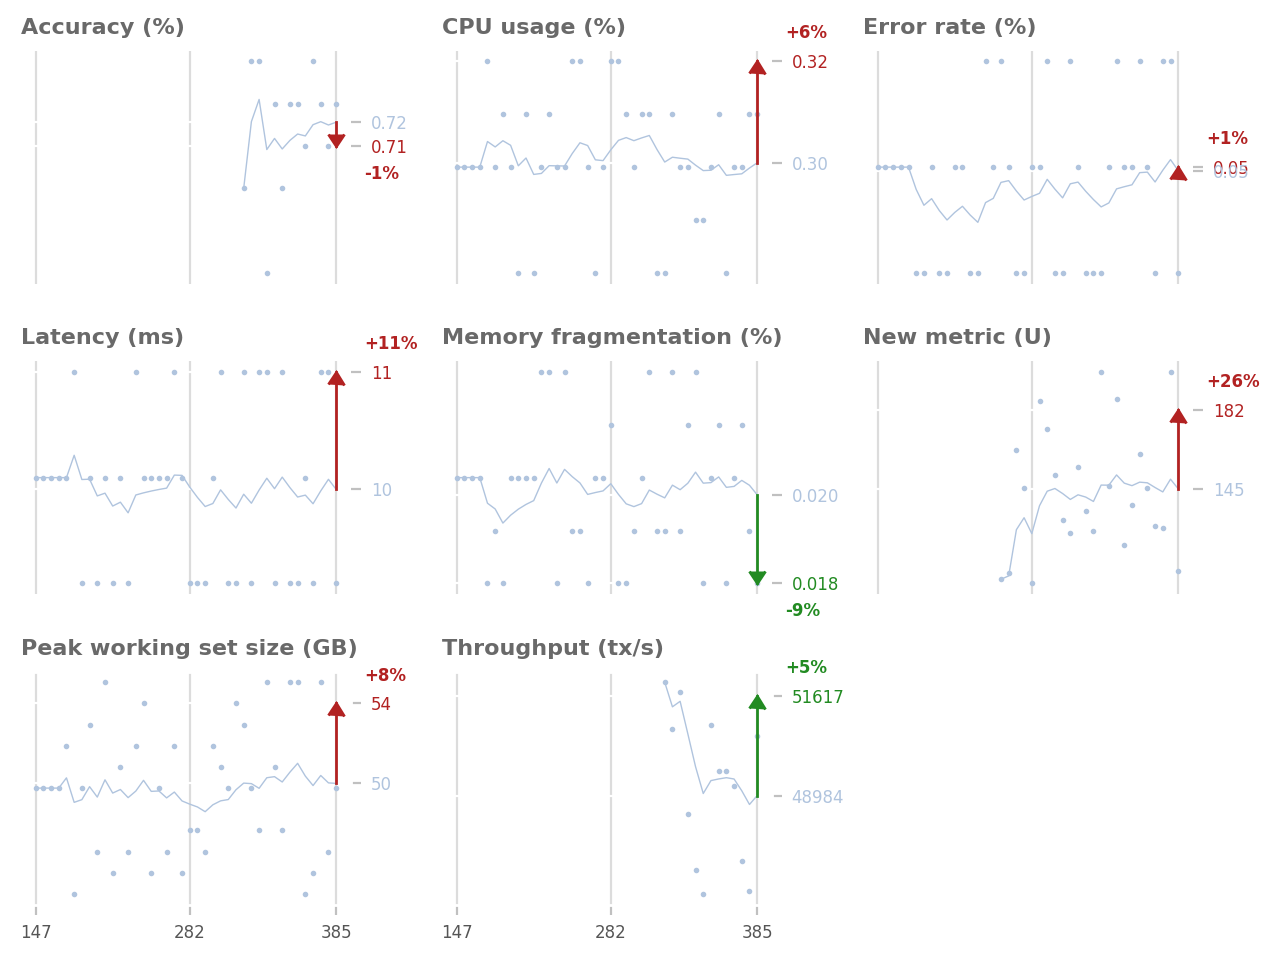 Accuracy (%)
0.72
0.71
-1%
CPU usage (%)
+6%
0.32
0.30
Error rate (%)
+1%
0.05
0.05
Latency (ms)
+11%
11
10
Memory fragmentation (%)
0.020
0.018
-9%
New metric (U)
+26%
182
145
Peak working set size (GB)
+8%
54
50
147 282 385
Throughput (tx/s)
+5%
51617
48984
147 282 385